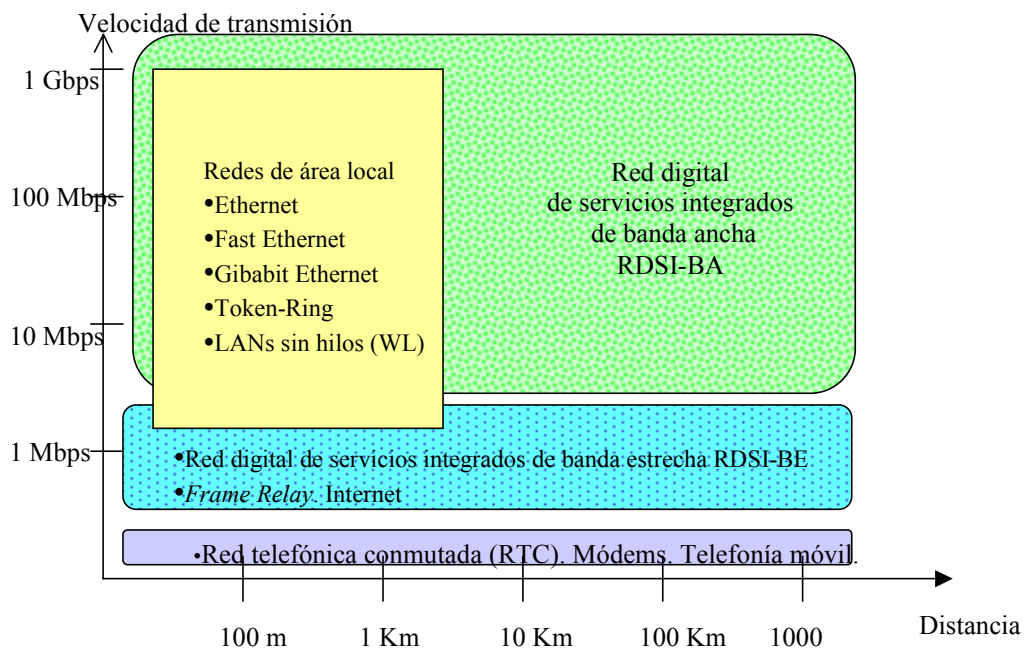 Velocidad de transmisión
1 Gbps
100 Mbps
10 Mbps
1 Mbps
Redes de área local
•Ethernet
•Fast Ethernet
•Gibabit Ethernet
•Token-Ring
•LANs sin hilos (WL)
Red digital
de servicios integrados
de banda ancha
RDSI-BA
•Red digital de servicios integrados de banda estrecha RDSI-BE
•Frame Relay. Internet
•Red telefónica conmutada (RTC). Módems. Telefonía móvil.
100 m
1 Km
10 Km
100 Km
1000
Distancia